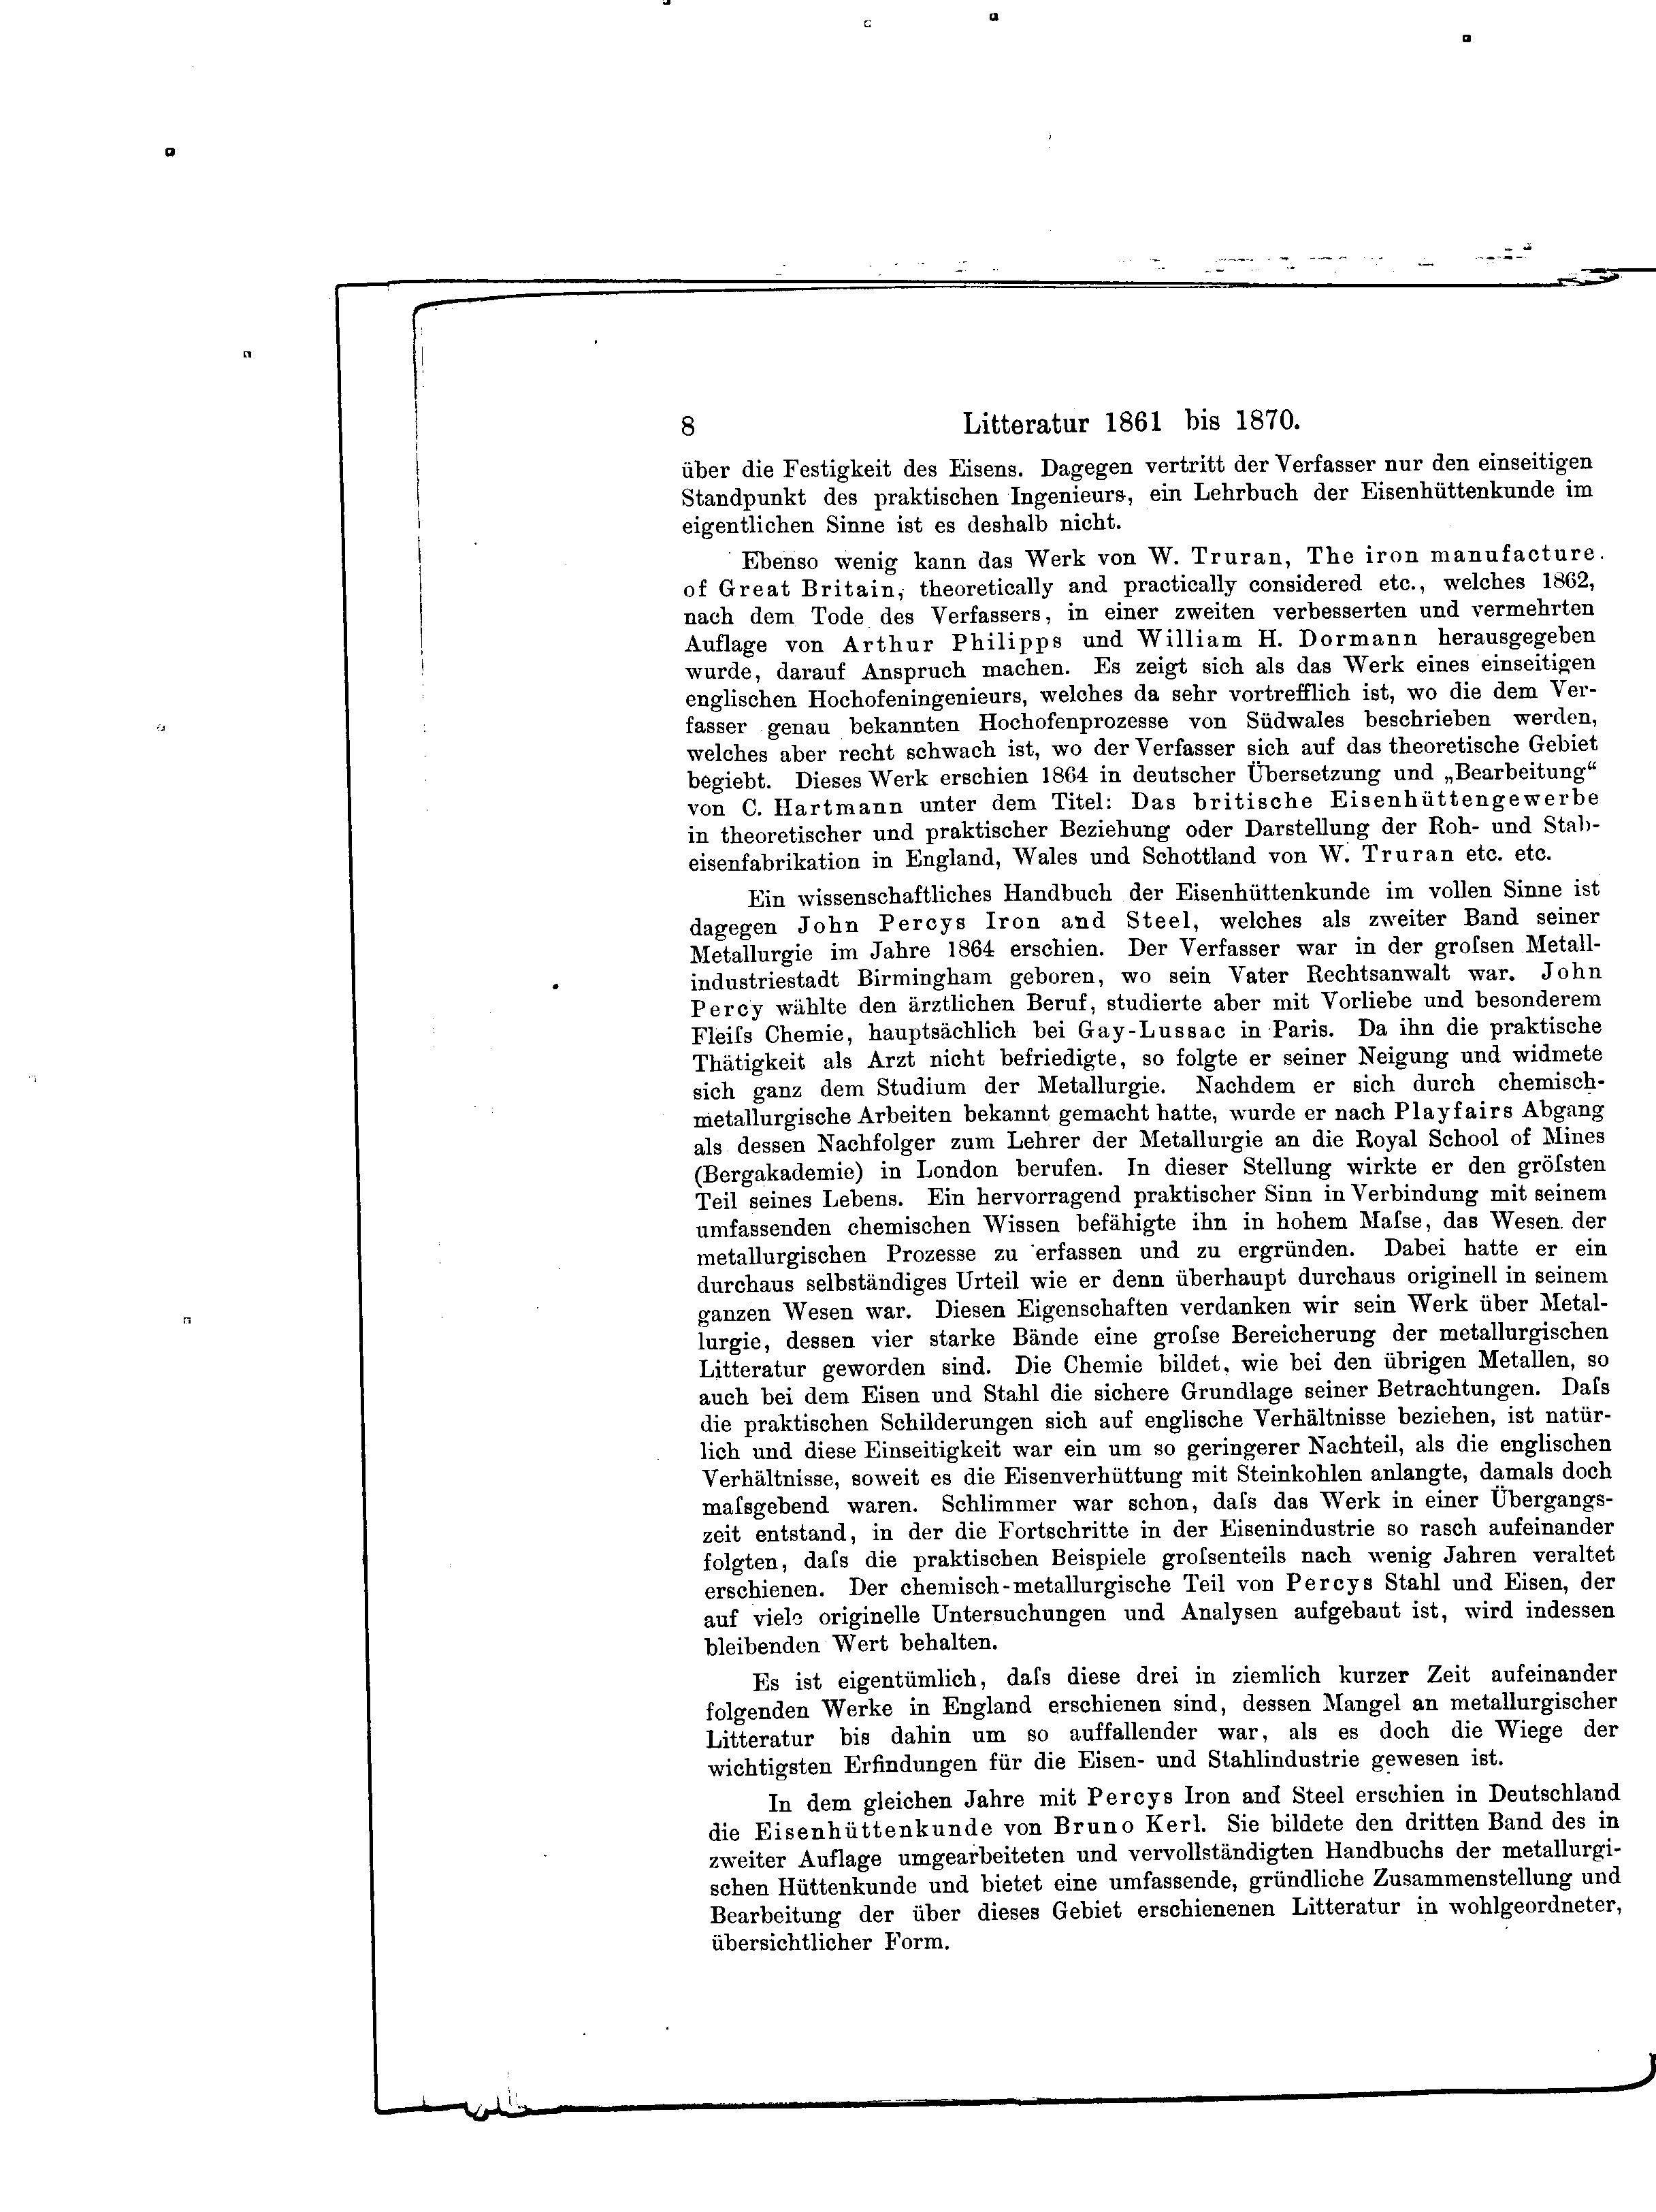 8 Litteratur 1861 bis 1870.
über die Festigkeit des Eisens. Dagegen vertritt der Verfasser nur den einseitigen
Standpunkt des praktischen Ingenieurs, ein Lehrbuch der Eisenhüttenkunde im
eigentlichen Sinne ist es deshalb nicht.
Ebenso wenig kann das Werk von W. Truran, The iron manufacture
of Great Britain, theoretically and practically considered etc., welches 1862,
nach dem Tode des Verfassers, in einer zweiten verbesserten und vermehrten
Auflage von Arthur Philipps und William H. Dormann herausgegeben
wurde, darauf Anspruch machen. Es zeigt sich als das Werk eines einseitigen
englischen Hochofeningenieurs, welches da sehr vortrefflich ist, wo die dem Ver-
fasser genau bekannten Hochofenprozesse von Südwales beschrieben werden,
welches aber recht schwach ist, wo der Verfasser sich auf das theoretische Gebiet
begiebt. Dieses Werk erschien 1864 in deutscher Übersetzung und „Bearbeitung“
von C. Hartmann unter dem Titel: Das britische Eisenhüttengewerbe
in theoretischer und praktischer Beziehung oder Darstellung der Roh- und Stab-
eisenfabrikation in England, Wales und Schottland von W. Truran etc. etc.
Ein wissenschaftliches Handbuch der Eisenhüttenkunde im vollen Sinne ist
dagegen John Percys Iron and Steel, welches als zweiter Band seiner
Metallurgie im Jahre 1864 erschien. Der Verfasser war in der groſsen Metall-
industriestadt Birmingham geboren, wo sein Vater Rechtsanwalt war. John
Percy wählte den ärztlichen Beruf, studierte aber mit Vorliebe und besonderem
Fleiſs Chemie, hauptsächlich bei Gay-Lussac in Paris. Da ihn die praktische
Thätigkeit als Arzt nicht befriedigte, so folgte er seiner Neigung und widmete
sich ganz dem Studium der Metallurgie. Nachdem er sich durch chemisch-
metallurgische Arbeiten bekannt gemacht hatte, wurde er nach Playfairs Abgang
als dessen Nachfolger zum Lehrer der Metallurgie an die Royal School of Mines
(Bergakademie) in London berufen. In dieser Stellung wirkte er den gröſsten
Teil seines Lebens. Ein hervorragend praktischer Sinn in Verbindung mit seinem
umfassenden chemischen Wissen befähigte ihn in hohem Maſse, das Wesen der
metallurgischen Prozesse zu erfassen und zu ergründen. Dabei hatte er ein
durchaus selbständiges Urteil wie er denn überhaupt durchaus originell in seinem
ganzen Wesen war. Diesen Eigenschaften verdanken wir sein Werk über Metal-
lurgie, dessen vier starke Bände eine groſse Bereicherung der metallurgischen
Litteratur geworden sind. Die Chemie bildet, wie bei den übrigen Metallen, so
auch bei dem Eisen und Stahl die sichere Grundlage seiner Betrachtungen. Daſs
die praktischen Schilderungen sich auf englische Verhältnisse beziehen, ist natür-
lich und diese Einseitigkeit war ein um so geringerer Nachteil, als die englischen
Verhältnisse, soweit es die Eisenverhüttung mit Steinkohlen anlangte, damals doch
maſsgebend waren. Schlimmer war schon, daſs das Werk in einer Übergangs-
zeit entstand, in der die Fortschritte in der Eisenindustrie so rasch aufeinander
folgten, daſs die praktischen Beispiele groſsenteils nach wenig Jahren veraltet
erschienen. Der chemisch-metallurgische Teil von Percys Stahl und Eisen, der
auf viele originelle Untersuchungen und Analysen aufgebaut ist, wird indessen
bleibenden Wert behalten.
Es ist eigentümlich, daſs diese drei in ziemlich kurzer Zeit aufeinander
folgenden Werke in England erschienen sind, dessen Mangel an metallurgischer
Litteratur bis dahin um so auffallender war, als es doch die Wiege der
wichtigsten Erfindungen für die Eisen- und Stahlindustrie gewesen ist.
In dem gleichen Jahre mit Percys Iron and Steel erschien in Deutschland
die Eisenhüttenkunde von Bruno Kerl. Sie bildete den dritten Band des in
zweiter Auflage umgearbeiteten und vervollständigten Handbuchs der metallurgi-
schen Hüttenkunde und bietet eine umfassende, gründliche Zusammenstellung und
Bearbeitung der über dieses Gebiet erschienenen Litteratur in wohlgeordneter,
übersichtlicher Form.